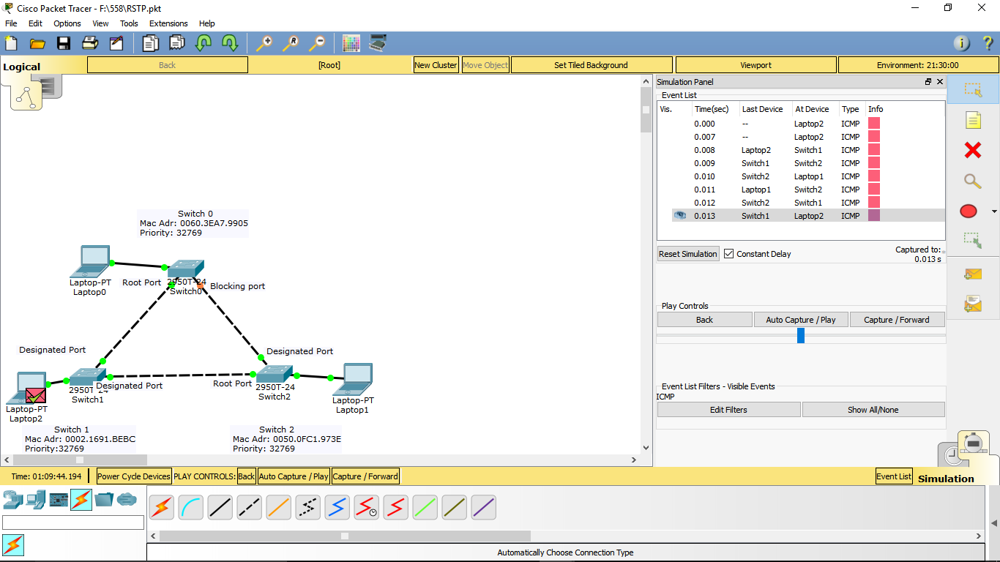 Cisco Packet Tracer - F:\558\RSTP.pkt
File Edit Options View Tools Extensions Help
Logical Back [Root] New Cluster Move Object Set Tiled Background Viewport Environment: 21:30:00
Simulation Panel
Event List
Vis. Time(sec) Last Device At Device Type Info
0.000 -- Laptop2 ICMP
0.007 -- Laptop2 ICMP
0.008 Laptop2 Switch1 ICMP
0.009 Switch1 Switch2 ICMP
0.010 Switch2 Laptop1 ICMP
0.011 Laptop1 Switch2 ICMP
0.012 Switch2 Switch1 ICMP
0.013 Switch1 Laptop2 ICMP
Reset Simulation Constant Delay Captured to:
0.013 s
Play Controls
Back Auto Capture / Play Capture / Forward
Event List Filters - Visible Events
ICMP
Edit Filters Show All/None
Switch 0
Mac Adr: 0060.3EA7.9905
Priority: 32769
Laptop-PT
Laptop0
Root Port
2950T-24
Switch0
Blocking port
Designated Port
Designated Port
2950T-24
Switch1
Designated Port
Root Port
2950T-24
Switch2
Laptop-PT
Laptop1
Laptop-PT
Laptop2
Switch 1
Mac Adr: 0002.1691.BEBC
Priority:32769
Switch 2
Mac Adr: 0050.0FC1.973E
Priority: 32769
Time: 01:09:44.194 Power Cycle Devices PLAY CONTROLS: Back Auto Capture / Play Capture / Forward Event List Simulation
Automatically Choose Connection Type